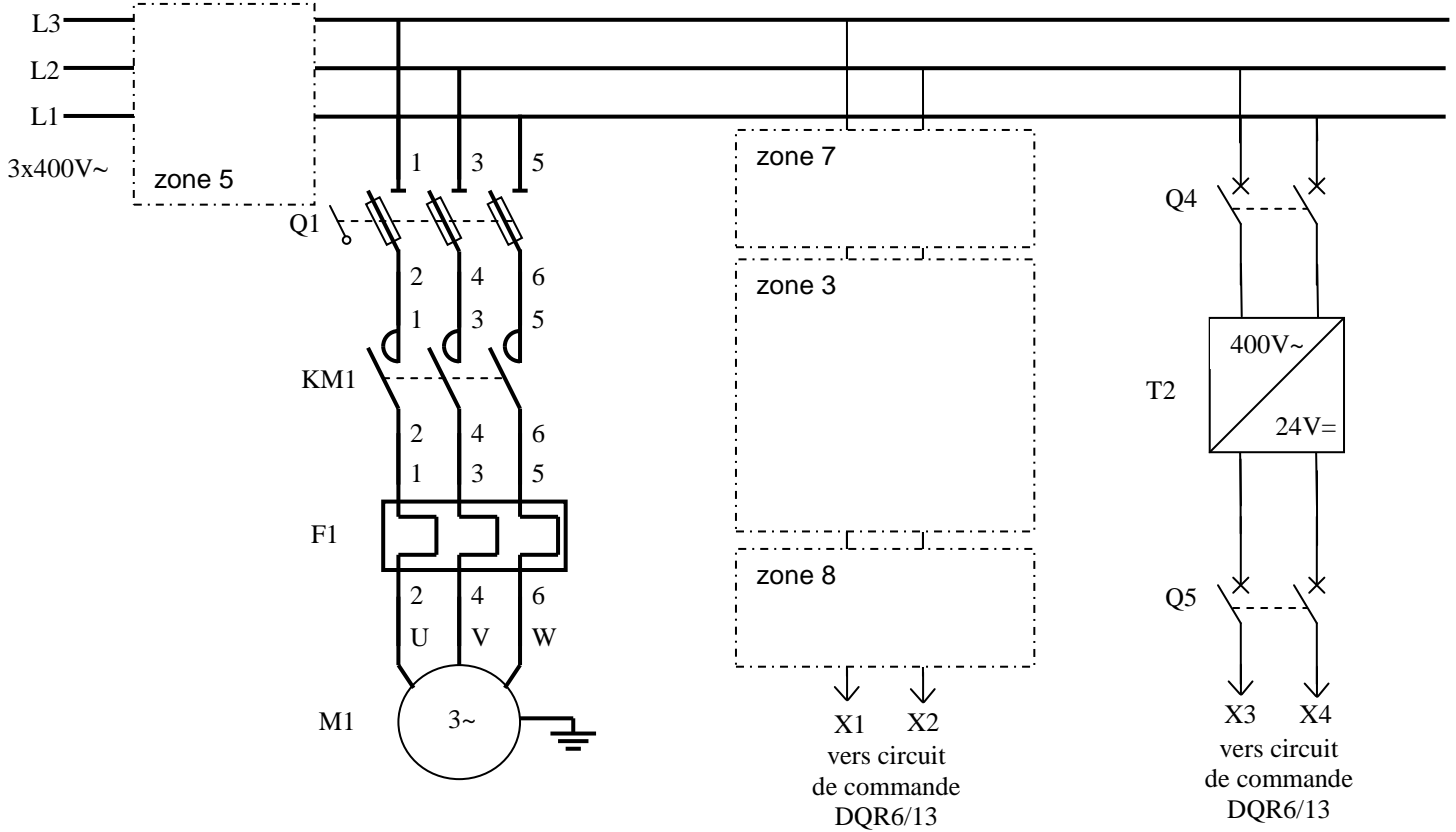 L3
L2
L1
3x400V~
zone 5
1 3 5
Q1
2 4 6
1 3 5
KM1
2 4 6
1 3 5
F1
2 4 6
U V W
M1
3~
zone 7
zone 3
zone 8
X1 X2
vers circuit
de commande
DQR6/13
Q4
400V~
T2
24V=
Q5
X3 X4
vers circuit
de commande
DQR6/13